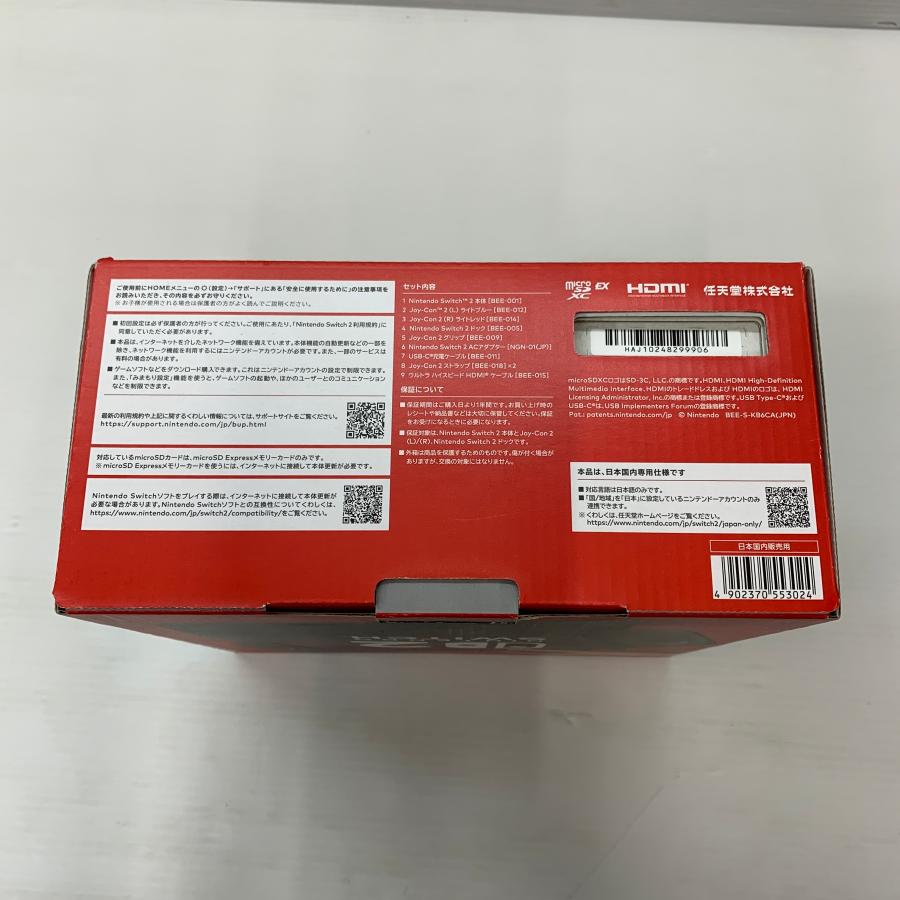 ご使用前にHOMEメニューの(設定)→「サポート」にある「安全に使用するために」の注意事項を
お読みいただき、その内容を必ずお守りください。
※お子様が使用される場合は保護者の方がよく読んでご説明ください。
■ 初回設定は必ず保護者の方が行ってください。ご使用にあたり、「Nintendo Switch 2 利用規約」に
同意していただく必要があります。
■ 本品は、インターネットを介したネットワーク機能を備えています。本体機能の自動更新などの一部を
除き、ネットワーク機能を利用するにはニンテンドーアカウントが必要です。また、一部のサービスは
有料の場合があります。
■ ゲームソフトなどをダウンロード購入できます。これはニンテンドーアカウントの設定で制限できます。
また、「みまもり設定」機能を使うと、ゲームソフトの起動や、ほかのユーザーとのコミュニケーション
などを制限できます。
最新の利用規約や上記に関するくわしい情報については、サポートサイトをご覧ください。
https://support.nintendo.com/jp/bup.html
対応しているmicroSDカードは、microSD Expressメモリーカードのみです。
※ microSD Expressメモリーカードを使うには、インターネットに接続して本体更新が必要です。
Nintendo Switchソフトをプレイする際は、インターネットに接続して本体更新が
必要な場合があります。Nintendo Switchソフトとの互換性についてくわしくは、
https://www.nintendo.com/jp/switch2/compatibility/をご覧ください。
セット内容
1 Nintendo Switch™ 2 本体 [BEE-001]
2 Joy-Con™ 2 (L) ライトブルー [BEE-012]
3 Joy-Con 2 (R) ライトレッド [BEE-014]
4 Nintendo Switch 2 ドック [BEE-005]
5 Joy-Con 2 グリップ [BEE-009]
6 Nintendo Switch 2 ACアダプター [NGN-01(JP)]
7 USB-C®充電ケーブル [BEE-011]
8 Joy-Con 2 ストラップ [BEE-018] ×2
9 ウルトラ ハイスピード HDMI® ケーブル [BEE-015]
保証について
■ 保証期間はご購入日より1年間です。お買い上げ時の
レシートや納品書などは大切に保管してください。保証
をお受けになるときに必要になります。
■ 保証対象は、Nintendo Switch 2 本体とJoy-Con 2
(L)/(R)、Nintendo Switch 2 ドックです。
■ 外箱は商品を保護するためのものです。傷が付く場合が
ありますが、交換の対象にはなりません。
micro SD XC EX HDMI 任天堂株式会社
HAJ10248299906
microSDXCロゴはSD-3C, LLC.の商標です。HDMI、HDMI High-Definition
Multimedia Interface、HDMIのトレードドレスおよび HDMIのロゴは、HDMI
Licensing Administrator, Inc.の商標または登録商標です。USB Type-C®および
USB-C®は、USB Implementers Forumの登録商標です。
Pat.: patents.nintendo.com/jp © Nintendo BEE-S-KB6CA(JPN)
本品は、日本国内専用仕様です
■ 対応言語は日本語のみです。
■ 「国/地域」を「日本」に設定しているニンテンドーアカウントのみ
連携できます。
※くわしくは、任天堂ホームページをご覧ください。
https://www.nintendo.com/jp/switch2/japan-only/
日本国内販売用
4 902370 553024